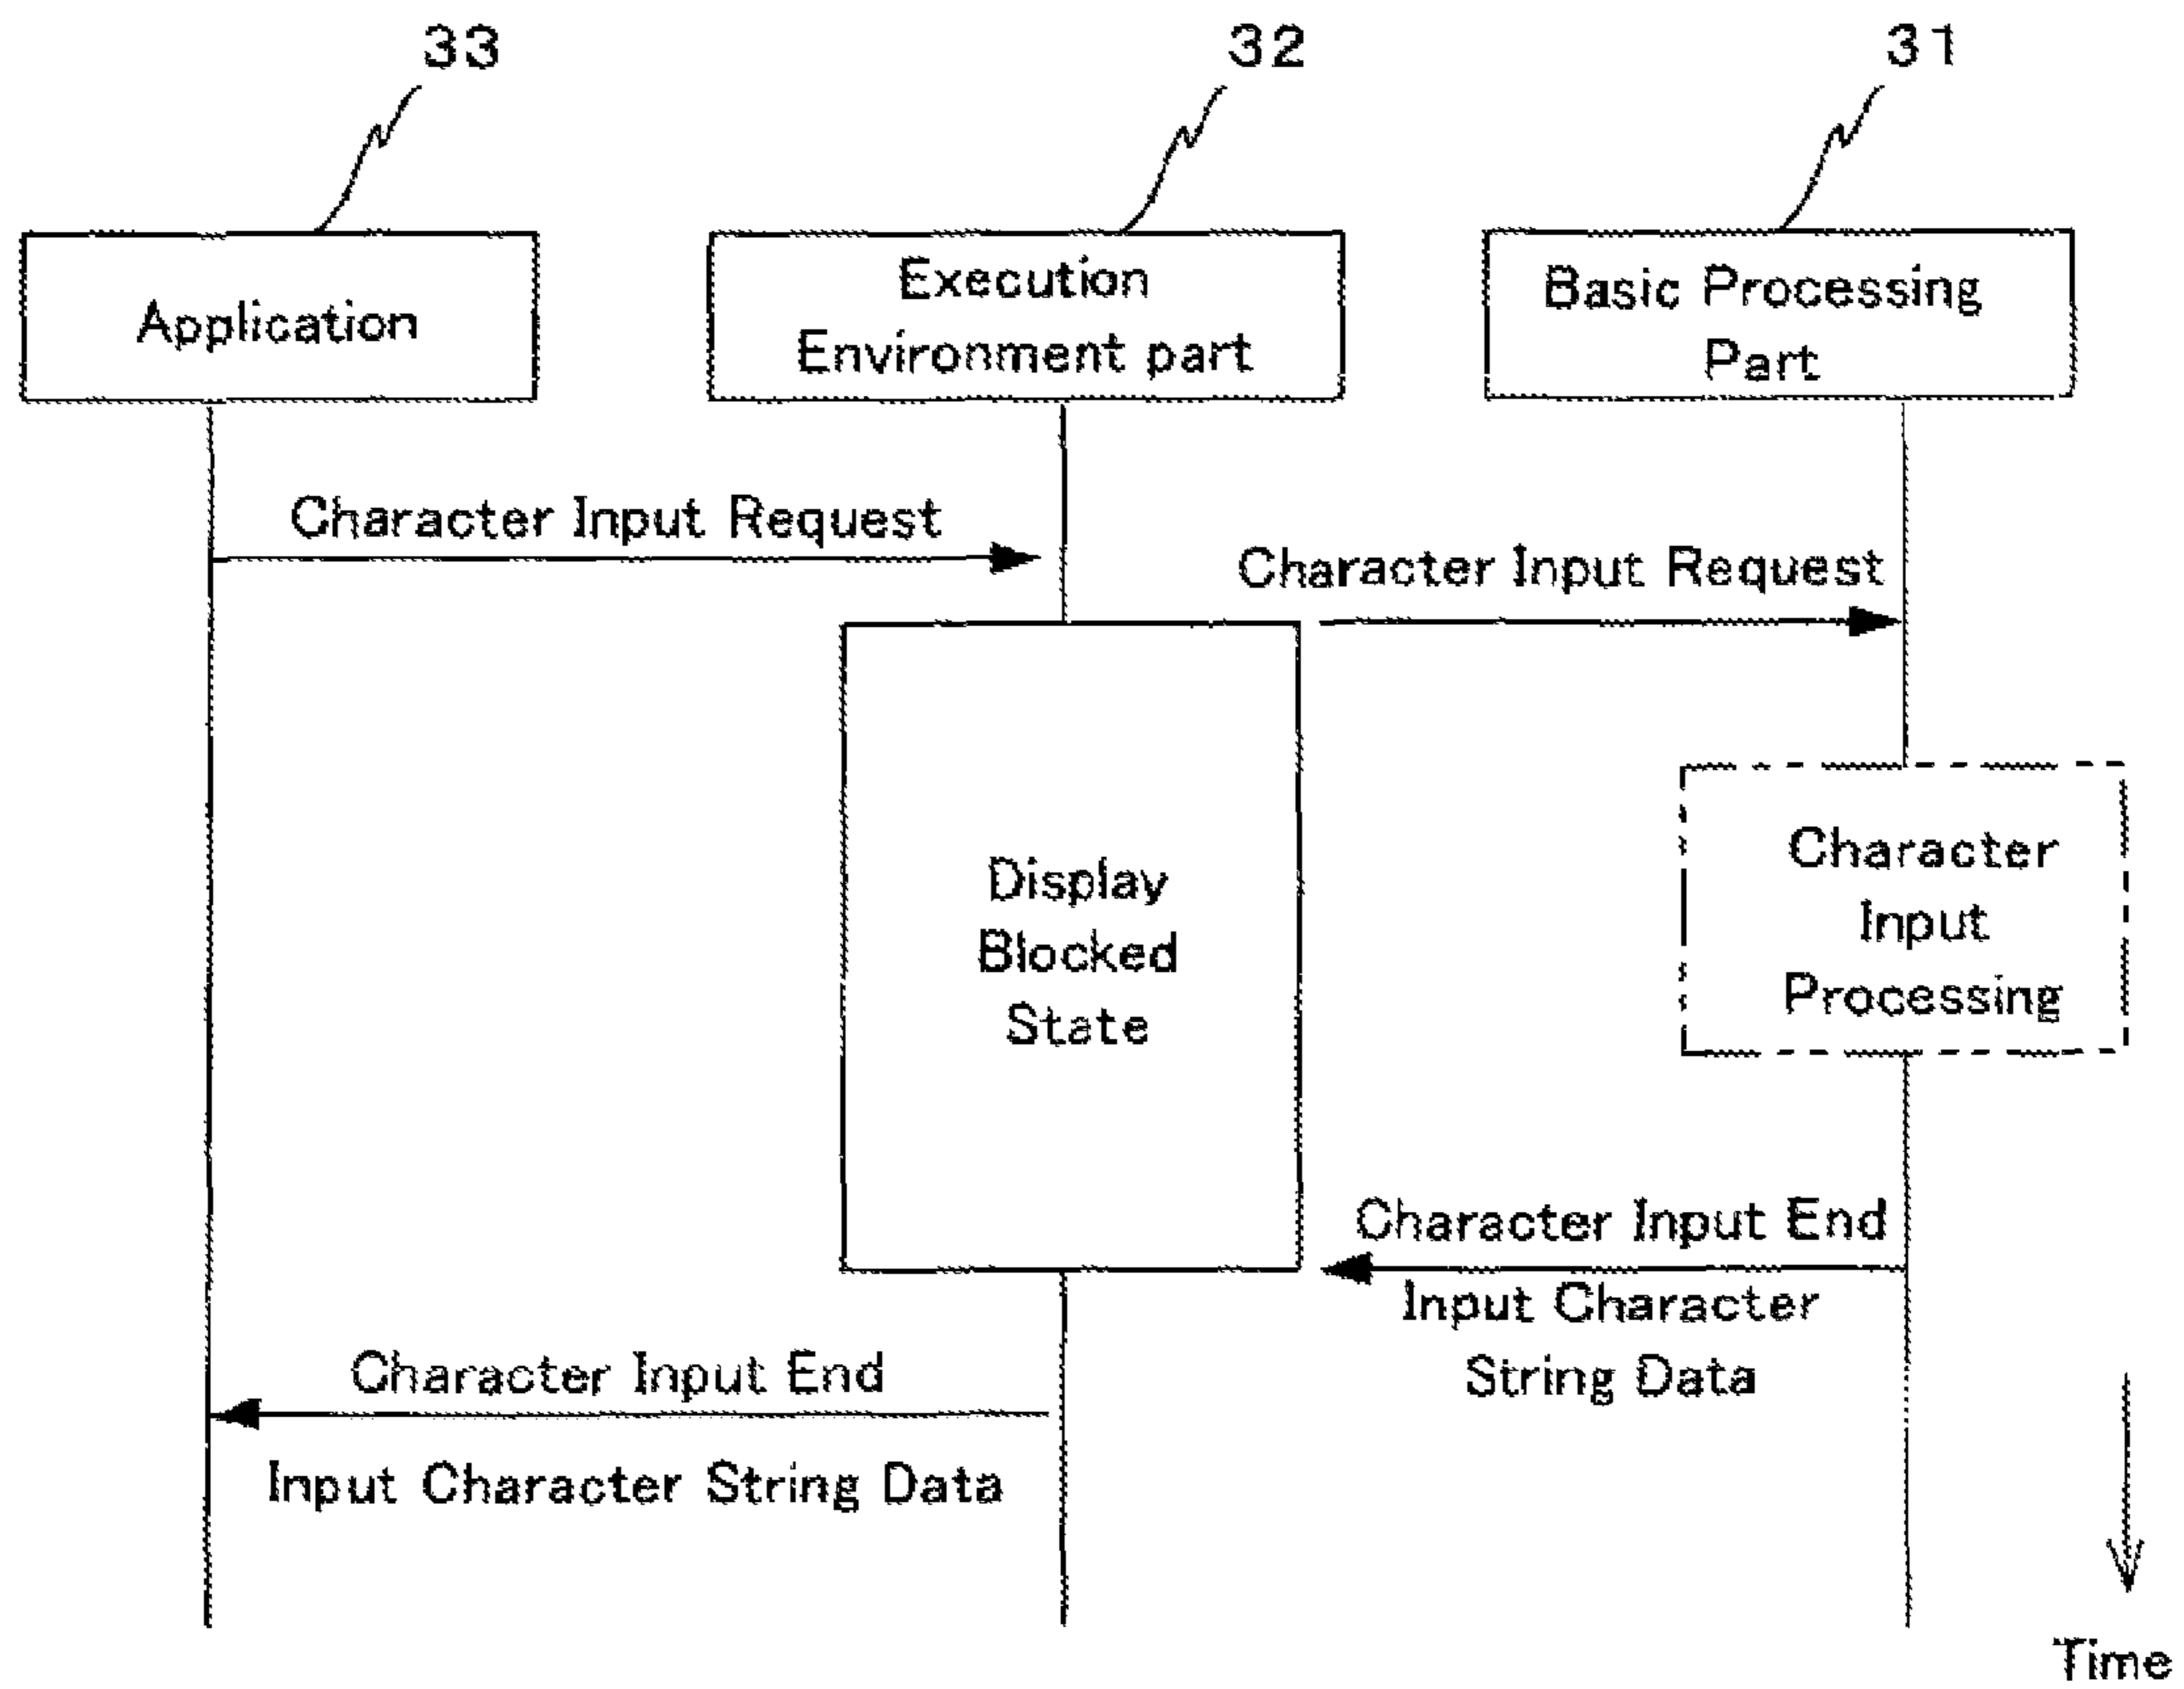 33
32
31
Application
Execution
Environment part
Basic Processing
Part
Character Input Request
Character Input Request
Display
Blocked
State
Character
Input
Processing
Character Input End
Input Character
String Data
Character Input End
Input Character String Data
Time